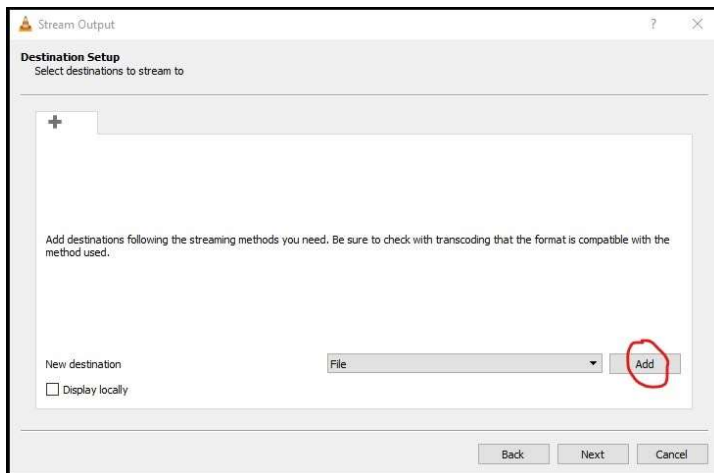 Stream Output
?
Destination Setup
Select destinations to stream to
Add destinations following the streaming methods you need. Be sure to check with transcoding that the format is compatible with the
method used.
New destination
File
Add
Display locally
Back
Next
Cancel